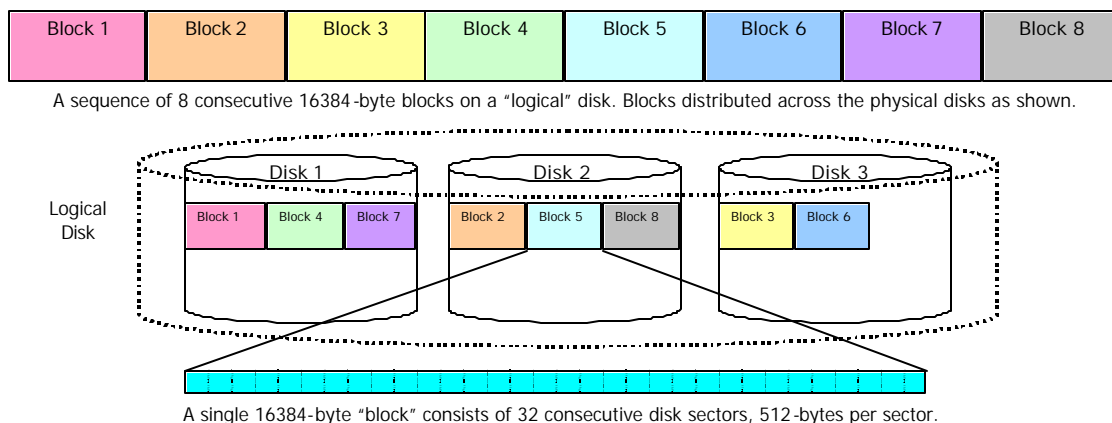 Block 1 Block 2 Block 3 Block 4 Block 5 Block 6 Block 7 Block 8
A sequence of 8 consecutive 16384-byte blocks on a “logical” disk. Blocks distributed across the physical disks as shown.
Disk 1 Disk 2 Disk 3
Logical
Disk
Block 1 Block 4 Block 7 Block 2 Block 5 Block 8 Block 3 Block 6
A single 16384-byte “block” consists of 32 consecutive disk sectors, 512-bytes per sector.